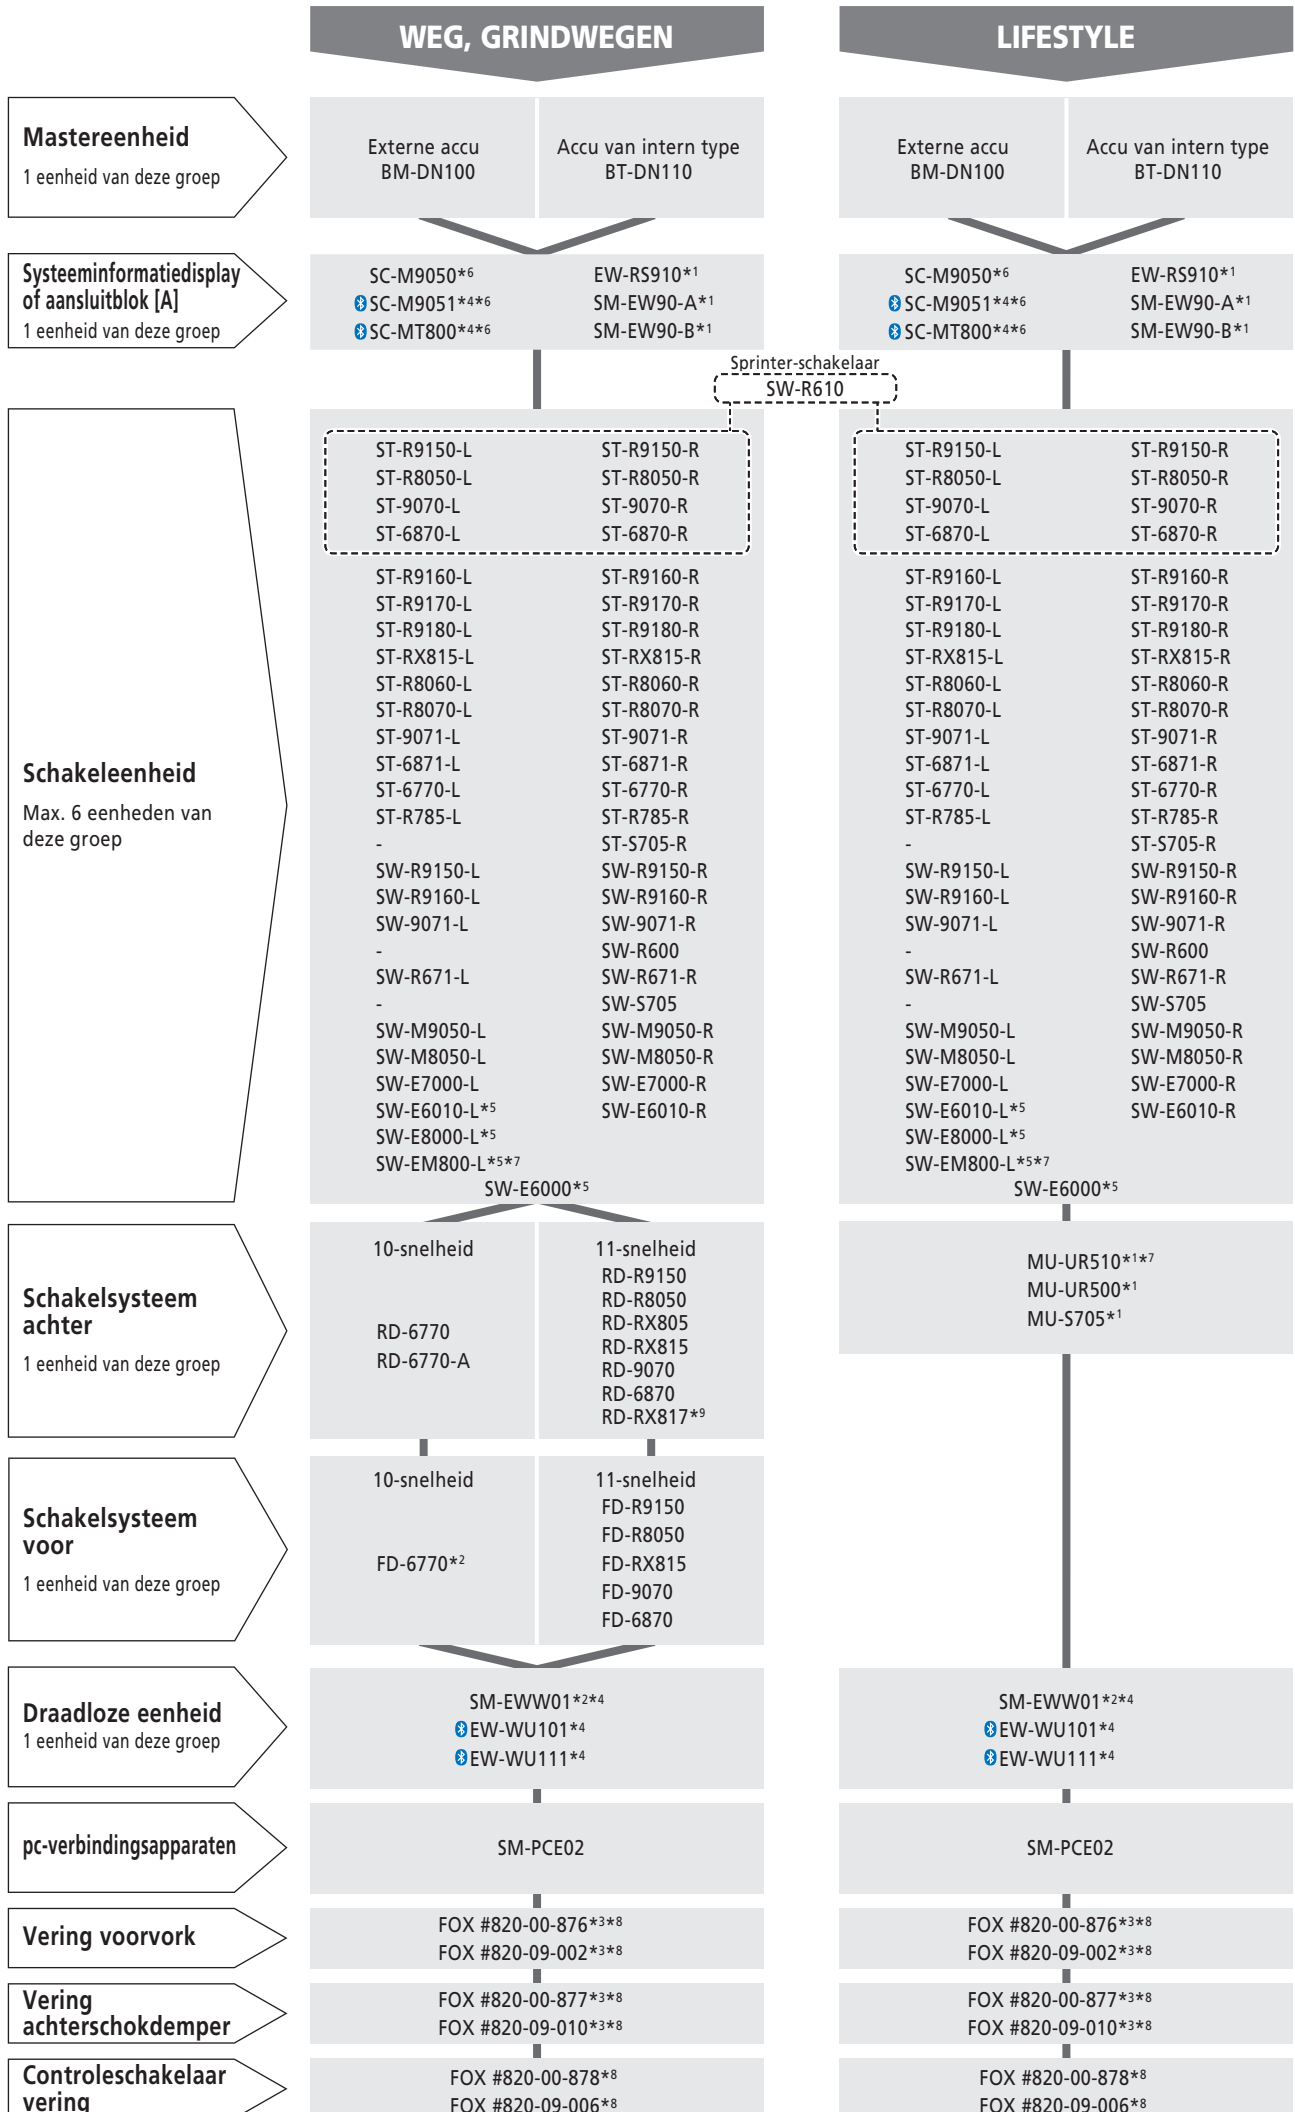 WEG, GRINDWEGEN
LIFESTYLE
Mastereenheid
1 eenheid van deze groep
Externe accu
BM-DN100
Accu van intern type
BT-DN110
Externe accu
BM-DN100
Accu van intern type
BT-DN110
Systeeminformatiedisplay
of aansluitblok [A]
1 eenheid van deze groep
SC-M9050*6
SC-M9051*4*6
SC-MT800*4*6
EW-RS910*1
SM-EW90-A*1
SM-EW90-B*1
SC-M9050*6
SC-M9051*4*6
SC-MT800*4*6
EW-RS910*1
SM-EW90-A*1
SM-EW90-B*1
Sprinter-schakelaar
SW-R610
Schakeleenheid
Max. 6 eenheden van
deze groep
ST-R9150-L ST-R9150-R
ST-R8050-L ST-R8050-R
ST-9070-L ST-9070-R
ST-6870-L ST-6870-R
ST-R9160-L ST-R9160-R
ST-R9170-L ST-R9170-R
ST-R9180-L ST-R9180-R
ST-RX815-L ST-RX815-R
ST-R8060-L ST-R8060-R
ST-R8070-L ST-R8070-R
ST-9071-L ST-9071-R
ST-6871-L ST-6871-R
ST-6770-L ST-6770-R
ST-R785-L ST-R785-R
- ST-S705-R
SW-R9150-L SW-R9150-R
SW-R9160-L SW-R9160-R
SW-9071-L SW-9071-R
- SW-R600
SW-R671-L SW-R671-R
- SW-S705
SW-M9050-L SW-M9050-R
SW-M8050-L SW-M8050-R
SW-E7000-L SW-E7000-R
SW-E6010-L*5 SW-E6010-R
SW-E8000-L*5
SW-EM800-L*5*7
SW-E6000*5
ST-R9150-L ST-R9150-R
ST-R8050-L ST-R8050-R
ST-9070-L ST-9070-R
ST-6870-L ST-6870-R
ST-R9160-L ST-R9160-R
ST-R9170-L ST-R9170-R
ST-R9180-L ST-R9180-R
ST-RX815-L ST-RX815-R
ST-R8060-L ST-R8060-R
ST-R8070-L ST-R8070-R
ST-9071-L ST-9071-R
ST-6871-L ST-6871-R
ST-6770-L ST-6770-R
ST-R785-L ST-R785-R
- ST-S705-R
SW-R9150-L SW-R9150-R
SW-R9160-L SW-R9160-R
SW-9071-L SW-9071-R
- SW-R600
SW-R671-L SW-R671-R
- SW-S705
SW-M9050-L SW-M9050-R
SW-M8050-L SW-M8050-R
SW-E7000-L SW-E7000-R
SW-E6010-L*5 SW-E6010-R
SW-E8000-L*5
SW-EM800-L*5*7
SW-E6000*5
Schakelsysteem
achter
1 eenheid van deze groep
10-snelheid
RD-6770
RD-6770-A
11-snelheid
RD-R9150
RD-R8050
RD-RX805
RD-RX815
RD-9070
RD-6870
RD-RX817*9
MU-UR510*1*7
MU-UR500*1
MU-S705*1
Schakelsysteem
voor
1 eenheid van deze groep
10-snelheid
FD-6770*2
11-snelheid
FD-R9150
FD-R8050
FD-RX815
FD-9070
FD-6870
Draadloze eenheid
1 eenheid van deze groep
SM-EWW01*2*4
EW-WU101*4
EW-WU111*4
SM-EWW01*2*4
EW-WU101*4
EW-WU111*4
pc-verbindingsapparaten
SM-PCE02
SM-PCE02
Vering voorvork
FOX #820-00-876*3*8
FOX #820-09-002*3*8
FOX #820-00-876*3*8
FOX #820-09-002*3*8
Vering
achterschokdemper
FOX #820-00-877*3*8
FOX #820-09-010*3*8
FOX #820-00-877*3*8
FOX #820-09-010*3*8
Controleschakelaar
vering
FOX #820-00-878*8
FOX #820-09-006*8
FOX #820-00-878*8
FOX #820-09-006*8